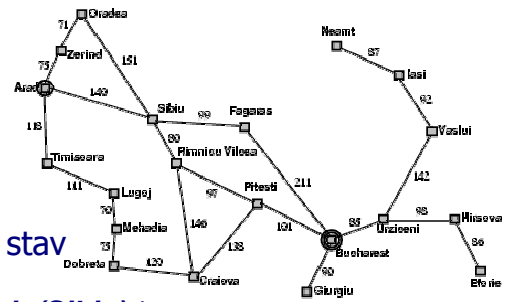 Oradea
71
Neamt
Zerind
87
151
Iasi
75
Arad
140
92
Sibiu
99
Fagaras
118
80
Vaslui
Rimnicu Vilcea
Timisoara
142
111
Pitesti
211
Lugoj
97
70
98
Hirsova
146
85
Mehadia
101
Urziceni
stav
138
86
75
Bucharest
Dobreta
120
90
Craiova
Eforie
Giurgiu